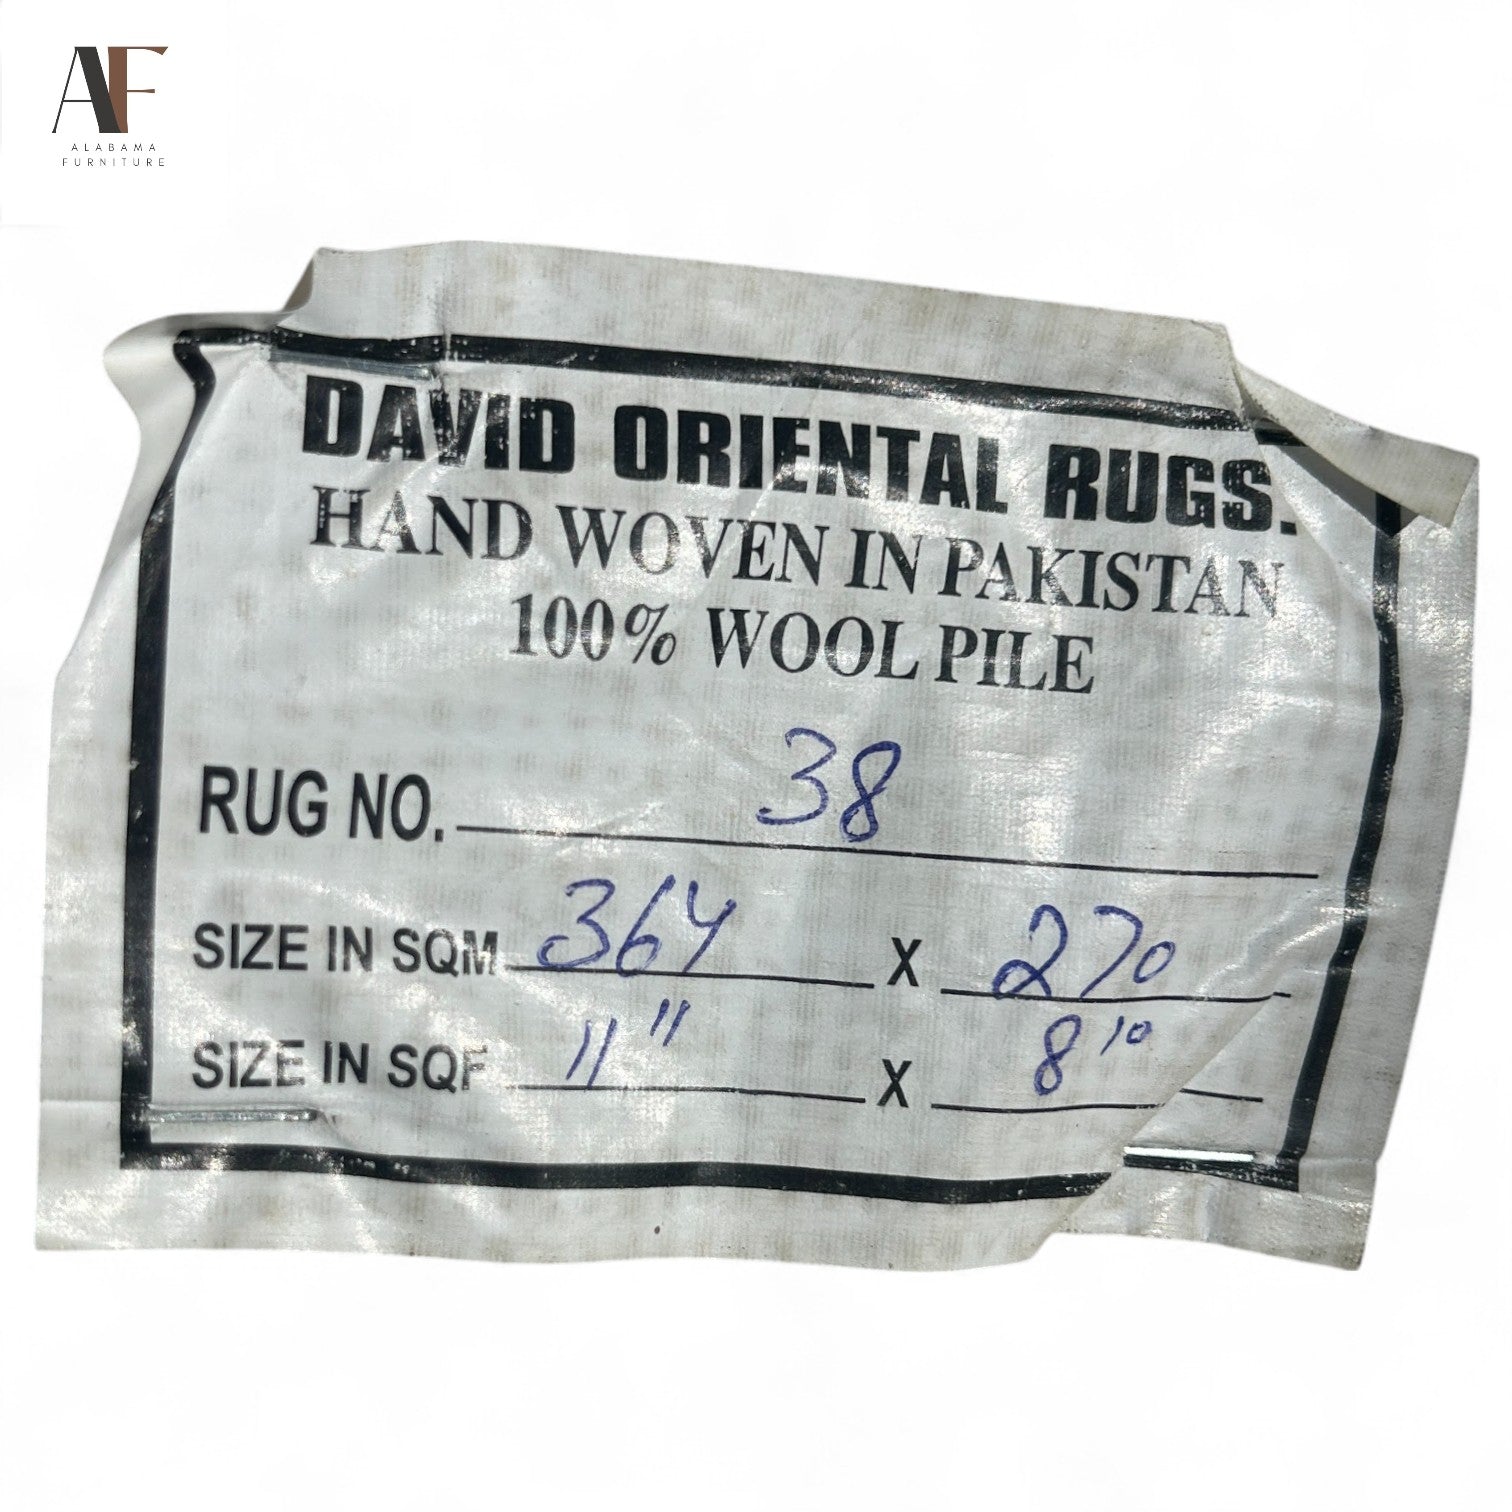 AF
ALABAMA
FURNITURE
DAVID ORIENTAL RUGS.
HAND WOVEN IN PAKISTAN
100% WOOL PILE
RUG NO. 38
SIZE IN SQM 364 X 270
SIZE IN SQF 11 " X 8 '10